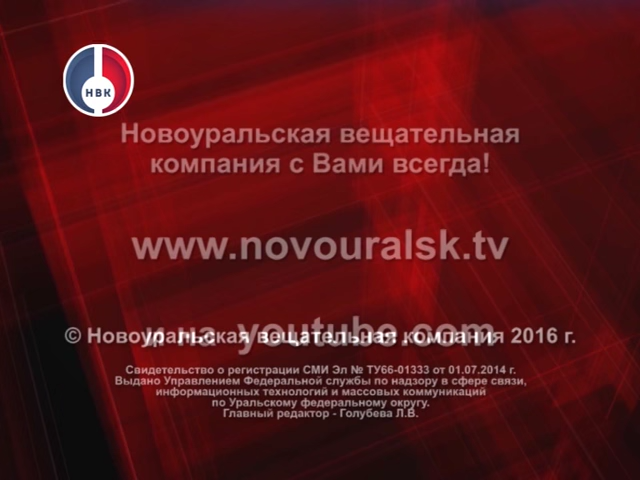 НВК
Новоуральская вещательная
компания с Вами всегда!
www.novouralsk.tv
и на youtube.com
© Новоуральская вещательная компания 2016 г.
Свидетельство о регистрации СМИ Эл № ТУ66-01333 от 01.07.2014 г.
Выдано Управлением Федеральной службы по надзору в сфере связи,
информационных технологий и массовых коммуникаций
по Уральскому федеральному округу.
Главный редактор - Голубева Л.В.